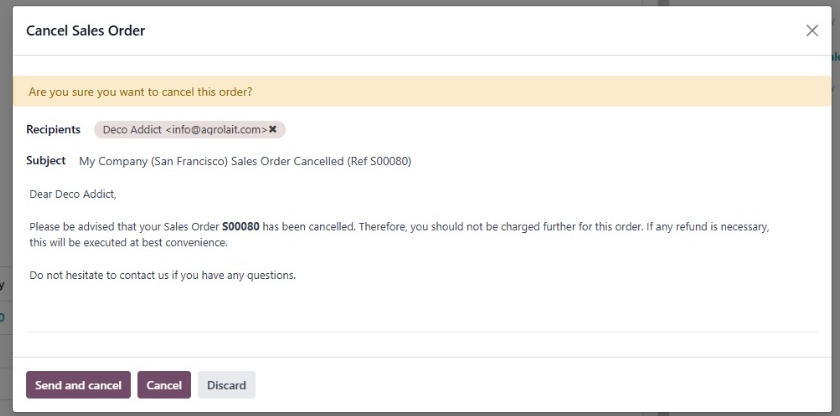 Cancel Sales Order
Are you sure you want to cancel this order?
Recipients Deco Addict <info@agrolait.com>✖
Subject My Company (San Francisco) Sales Order Cancelled (Ref S00080)
Dear Deco Addict,
Please be advised that your Sales Order S00080 has been cancelled. Therefore, you should not be charged further for this order. If any refund is necessary,
this will be executed at best convenience.
Do not hesitate to contact us if you have any questions.
Send and cancel Cancel Discard